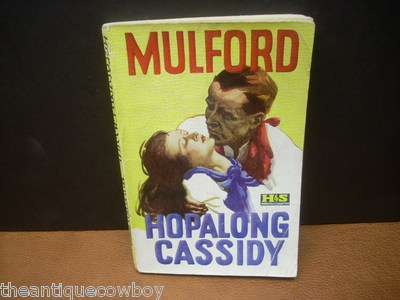 MULFORD
H&S
HOPALONG
CASSIDY
theantiquecowboy